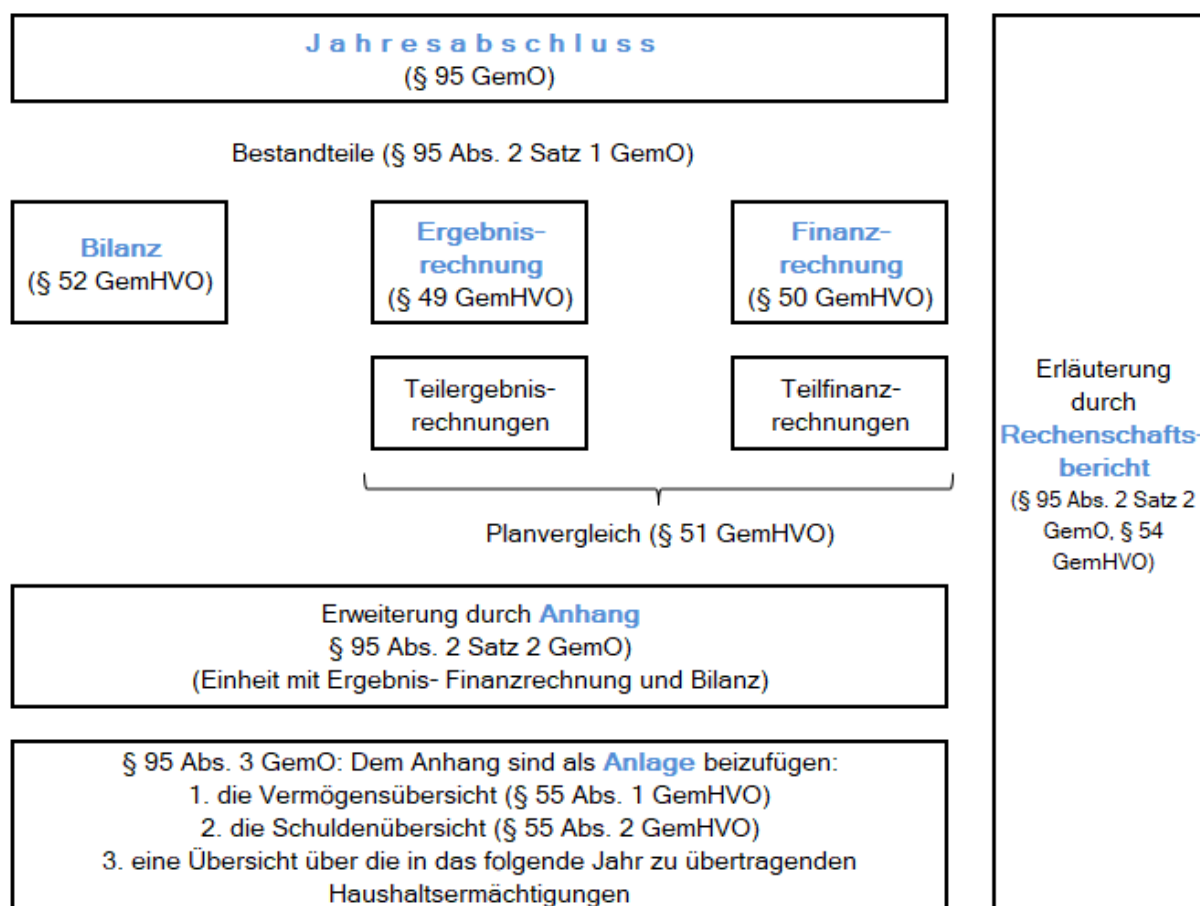 Jahresabschluss
(§ 95 GemO)
Bestandteile (§ 95 Abs. 2 Satz 1 GemO)
Bilanz
(§ 52 GemHVO)
Ergebnis-
rechnung
(§ 49 GemHVO)
Finanz-
rechnung
(§ 50 GemHVO)
Teilergebnis-
rechnungen
Teilfinanz-
rechnungen
Planvergleich (§ 51 GemHVO)
Erweiterung durch Anhang
§ 95 Abs. 2 Satz 2 GemO)
(Einheit mit Ergebnis- Finanzrechnung und Bilanz)
§ 95 Abs. 3 GemO: Dem Anhang sind als Anlage beizufügen:
1. die Vermögensübersicht (§ 55 Abs. 1 GemHVO)
2. die Schuldenübersicht (§ 55 Abs. 2 GemHVO)
3. eine Übersicht über die in das folgende Jahr zu übertragenden
Haushaltsermächtigungen
Erläuterung
durch
Rechenschafts-
bericht
(§ 95 Abs. 2 Satz 2
GemO, § 54
GemHVO)